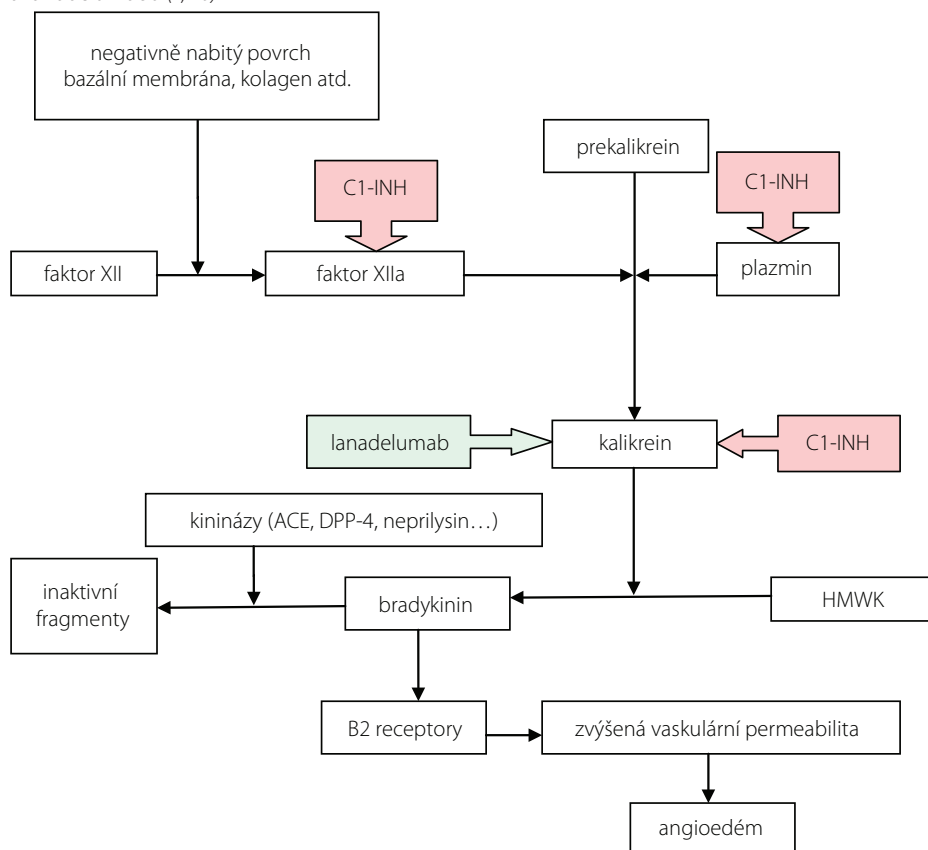 negativně nabitý povrch
bazální membrána, kolagen atd.
prekalikrein
C1-INH
C1-INH
faktor XII
faktor XIIa
plazmin
lanadelumab
kalikrein
C1-INH
kininázy (ACE, DPP-4, neprilysin…)
inaktivní
fragmenty
bradykinin
HMWK
B2 receptory
zvýšená vaskulární permeabilita
angioedém